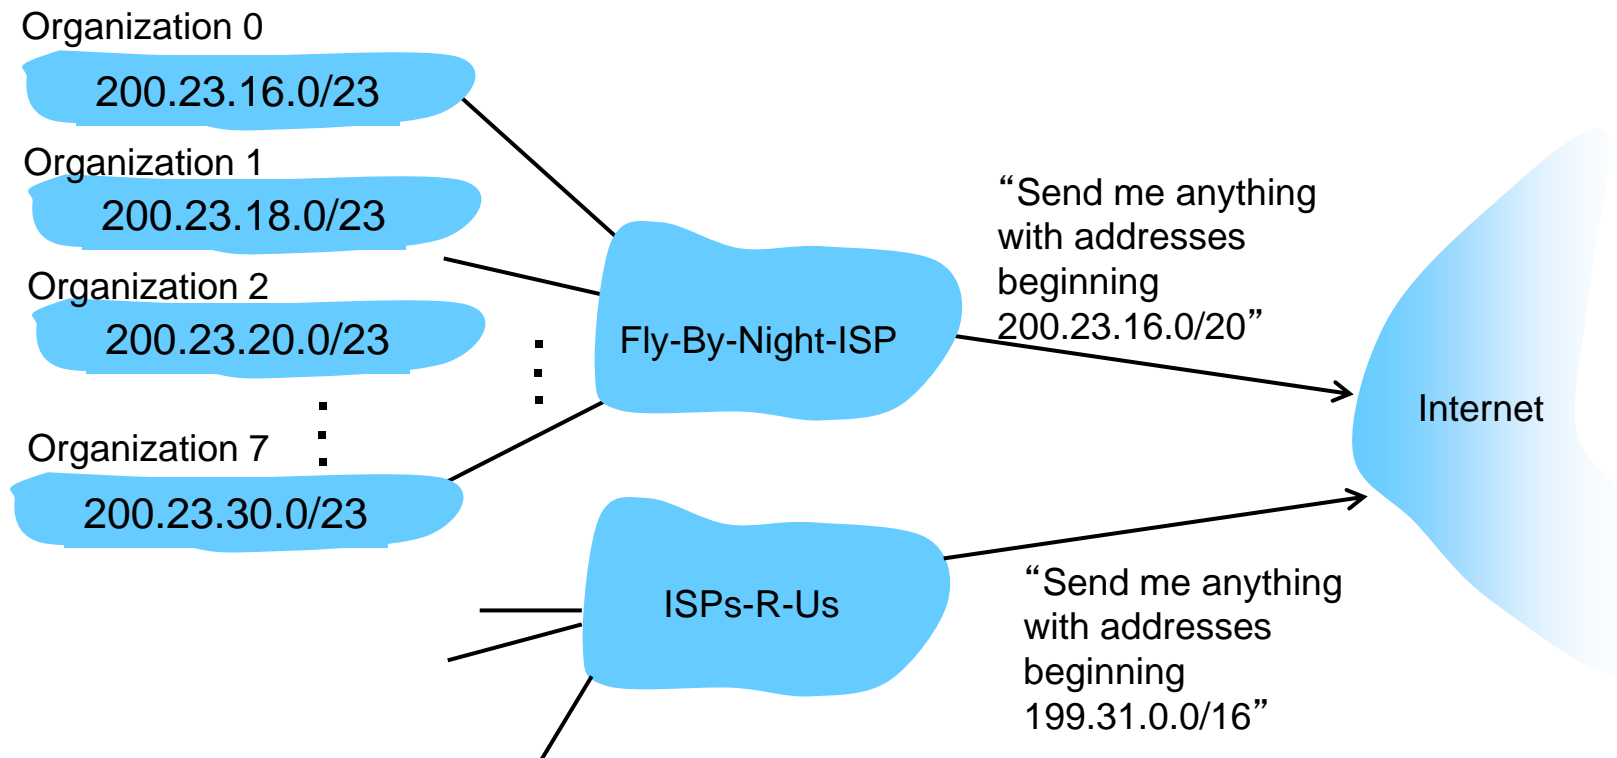 Organization 0
200.23.16.0/23
Organization 1
200.23.18.0/23
Organization 2
200.23.20.0/23
Organization 7
200.23.30.0/23
Fly-By-Night-ISP
“Send me anything
with addresses
beginning
200.23.16.0/20”
Internet
ISPs-R-Us
“Send me anything
with addresses
beginning
199.31.0.0/16”